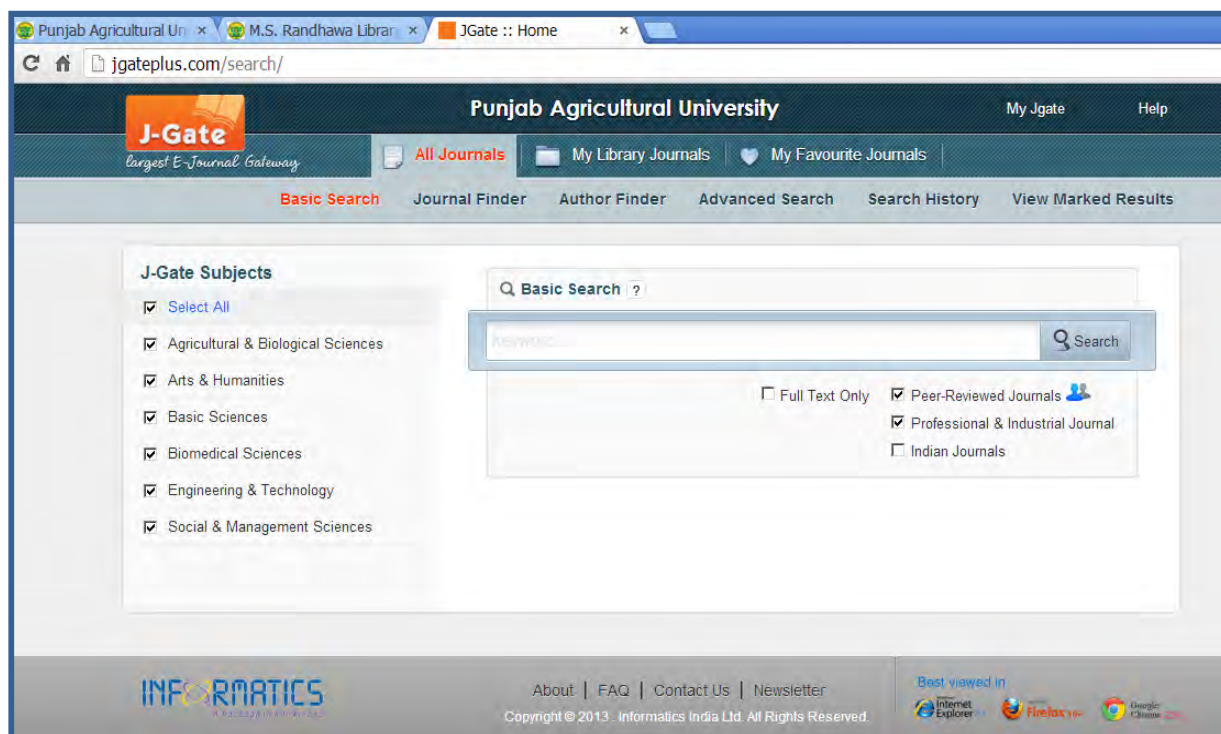 Punjab Agricultural Un × M.S. Randhawa Librar × JGate :: Home ×
jgateplus.com/search/
Punjab Agricultural University My Jgate Help
J-Gate
largest E-Journal Gateway
All Journals My Library Journals My Favourite Journals
Basic Search Journal Finder Author Finder Advanced Search Search History View Marked Results
J-Gate Subjects
Select All
Agricultural & Biological Sciences
Arts & Humanities
Basic Sciences
Biomedical Sciences
Engineering & Technology
Social & Management Sciences
Basic Search ?
Search
Full Text Only Peer-Reviewed Journals
Professional & Industrial Journal
Indian Journals
INFORMATICS
About | FAQ | Contact Us | Newsletter
Copyright © 2013 . Informatics India Ltd. All Rights Reserved.
Best viewed in
Internet Explorer Firefox Google Chrome